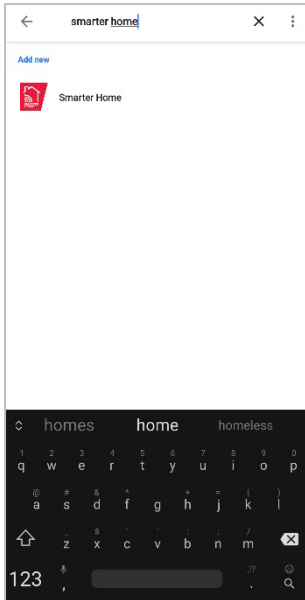 smarter home
Add new
Smarter Home
homes home homeless
1 2 3 4 5 6 7 8 9 0
q w e r t y u i o p
@ # & * - + = ( )
a s d f g h j k l
_ $ " ' : ; /
z x c v b n m
123 , ,!? .